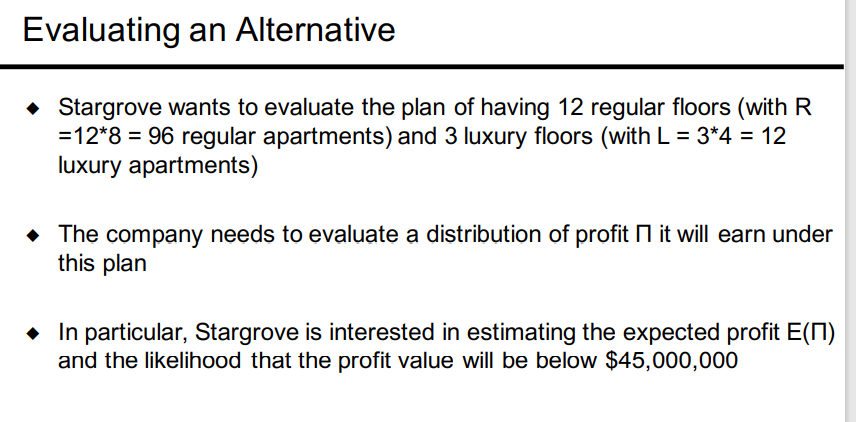 Evaluating an Alternative
◆ Stargrove wants to evaluate the plan of having 12 regular floors (with R
=12*8 = 96 regular apartments) and 3 luxury floors (with L = 3*4 = 12
luxury apartments)
◆ The company needs to evaluate a distribution of profit Π it will earn under
this plan
◆ In particular, Stargrove is interested in estimating the expected profit E(Π)
and the likelihood that the profit value will be below $45,000,000